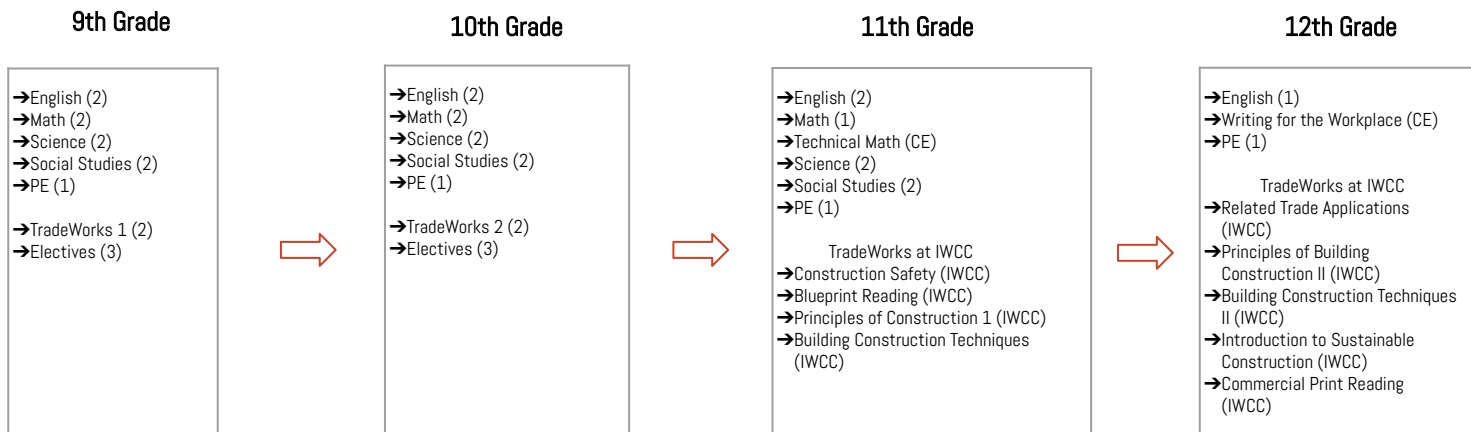 9th Grade
➔English (2)
➔Math (2)
➔Science (2)
➔Social Studies (2)
➔PE (1)
➔TradeWorks 1 (2)
➔Electives (3)
10th Grade
➔English (2)
➔Math (2)
➔Science (2)
➔Social Studies (2)
➔PE (1)
➔TradeWorks 2 (2)
➔Electives (3)
11th Grade
➔English (2)
➔Math (1)
➔Technical Math (CE)
➔Science (2)
➔Social Studies (2)
➔PE (1)
TradeWorks at IWCC
➔Construction Safety (IWCC)
➔Blueprint Reading (IWCC)
➔Principles of Construction 1 (IWCC)
➔Building Construction Techniques
(IWCC)
12th Grade
➔English (1)
➔Writing for the Workplace (CE)
➔PE (1)
TradeWorks at IWCC
➔Related Trade Applications
(IWCC)
➔Principles of Building
Construction II (IWCC)
➔Building Construction Techniques
II (IWCC)
➔Introduction to Sustainable
Construction (IWCC)
➔Commercial Print Reading
(IWCC)